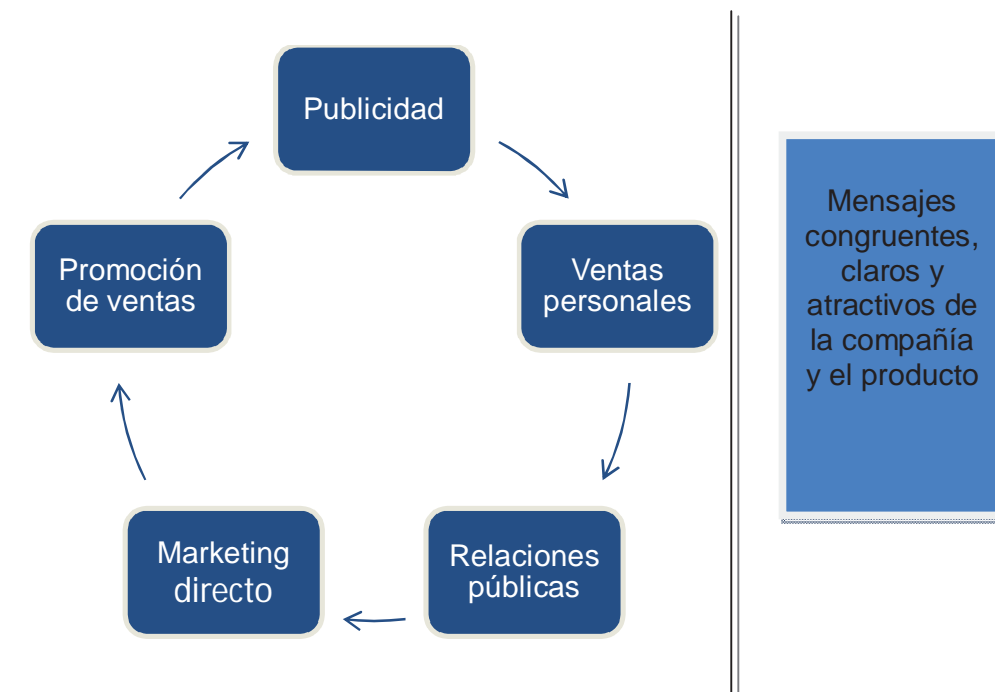 Publicidad
Ventas
personales
Relaciones
públicas
Marketing
directo
Promoción
de ventas
Mensajes
congruentes,
claros y
atractivos de
la compañía
y el producto